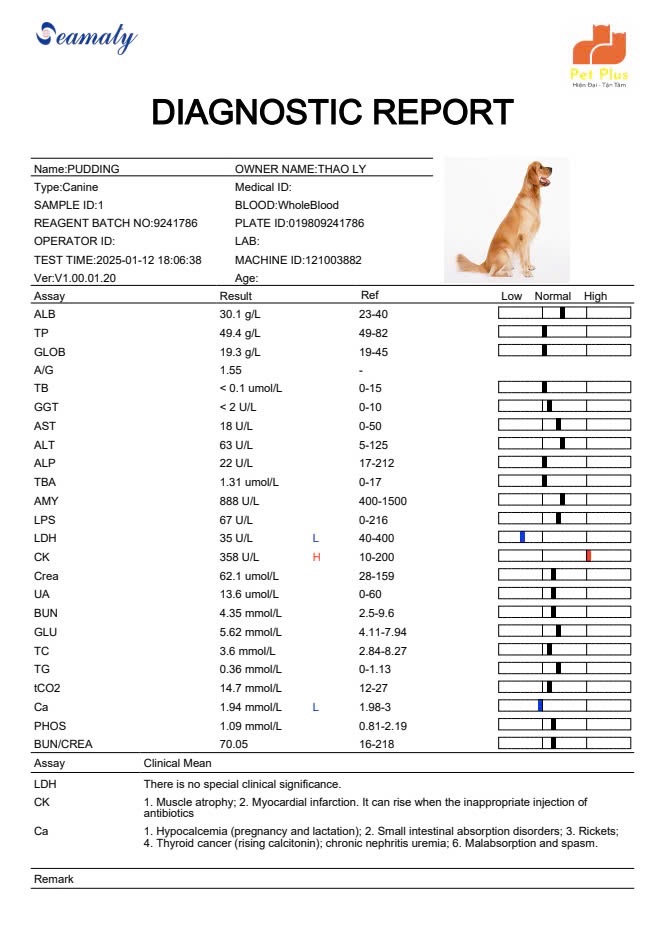 Seamaty
Pet Plus
Hiện Đại - Tận Tâm
DIAGNOSTIC REPORT
Name:PUDDING OWNER NAME:THAO LY
Type:Canine Medical ID:
SAMPLE ID:1 BLOOD:WholeBlood
REAGENT BATCH NO:9241786 PLATE ID:019809241786
OPERATOR ID: LAB:
TEST TIME:2025-01-12 18:06:38 MACHINE ID:121003882
Ver:V1.00.01.20 Age:
Assay Result Ref Low Normal High
ALB 30.1 g/L 23-40
TP 49.4 g/L 49-82
GLOB 19.3 g/L 19-45
A/G 1.55 -
TB < 0.1 umol/L 0-15
GGT < 2 U/L 0-10
AST 18 U/L 0-50
ALT 63 U/L 5-125
ALP 22 U/L 17-212
TBA 1.31 umol/L 0-17
AMY 888 U/L 400-1500
LPS 67 U/L 0-216
LDH 35 U/L L 40-400
CK 358 U/L H 10-200
Crea 62.1 umol/L 28-159
UA 13.6 umol/L 0-60
BUN 4.35 mmol/L 2.5-9.6
GLU 5.62 mmol/L 4.11-7.94
TC 3.6 mmol/L 2.84-8.27
TG 0.36 mmol/L 0-1.13
tCO2 14.7 mmol/L 12-27
Ca 1.94 mmol/L L 1.98-3
PHOS 1.09 mmol/L 0.81-2.19
BUN/CREA 70.05 16-218
Assay Clinical Mean
LDH There is no special clinical significance.
CK 1. Muscle atrophy; 2. Myocardial infarction. It can rise when the inappropriate injection of
antibiotics
Ca 1. Hypocalcemia (pregnancy and lactation); 2. Small intestinal absorption disorders; 3. Rickets;
4. Thyroid cancer (rising calcitonin); chronic nephritis uremia; 6. Malabsorption and spasm.
Remark